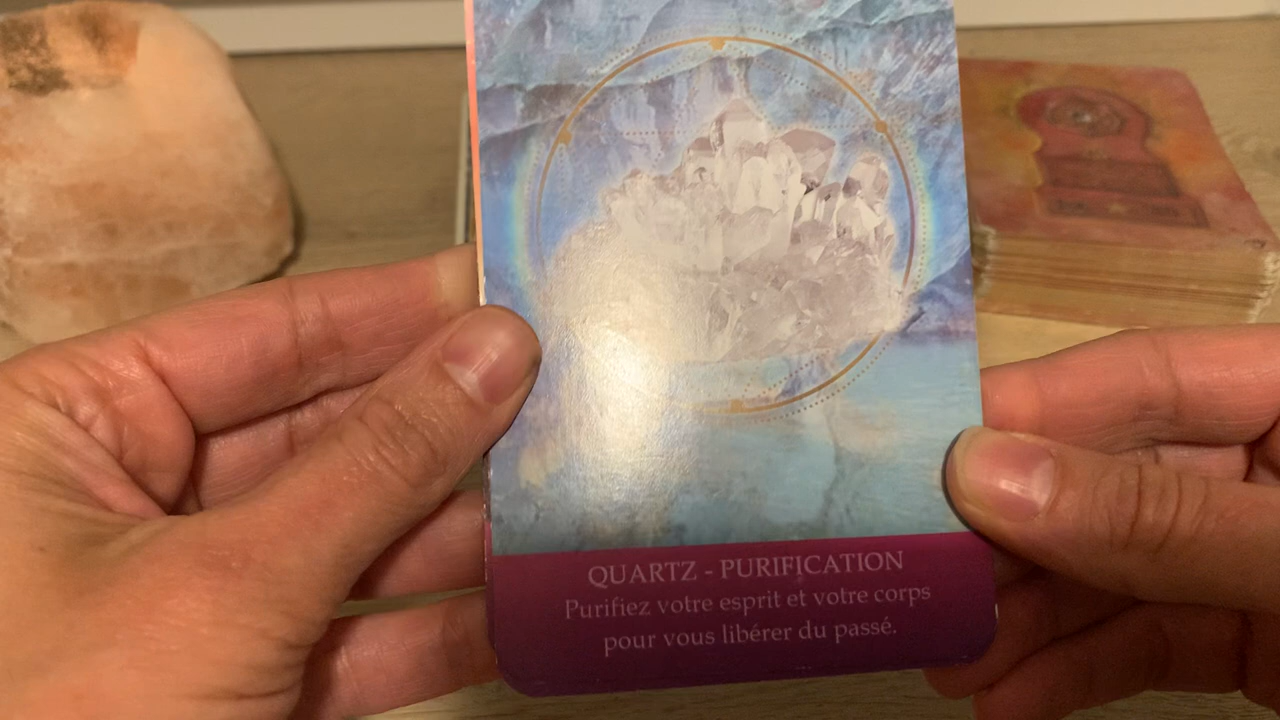 QUARTZ - PURIFICATION
Purifiez votre esprit et votre corps
pour vous libérer du passé.